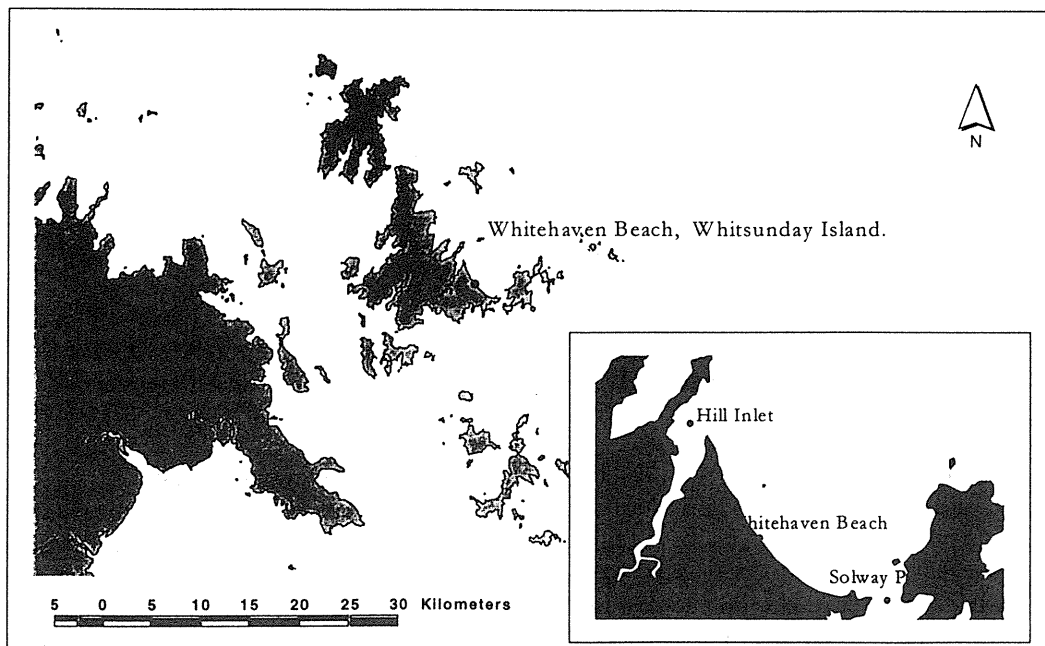 N
Whitehaven Beach, Whitsunday Island.
Hill Inlet
hitehaven Beach
Solway P
5 0 5 10 15 20 25 30 Kilometers